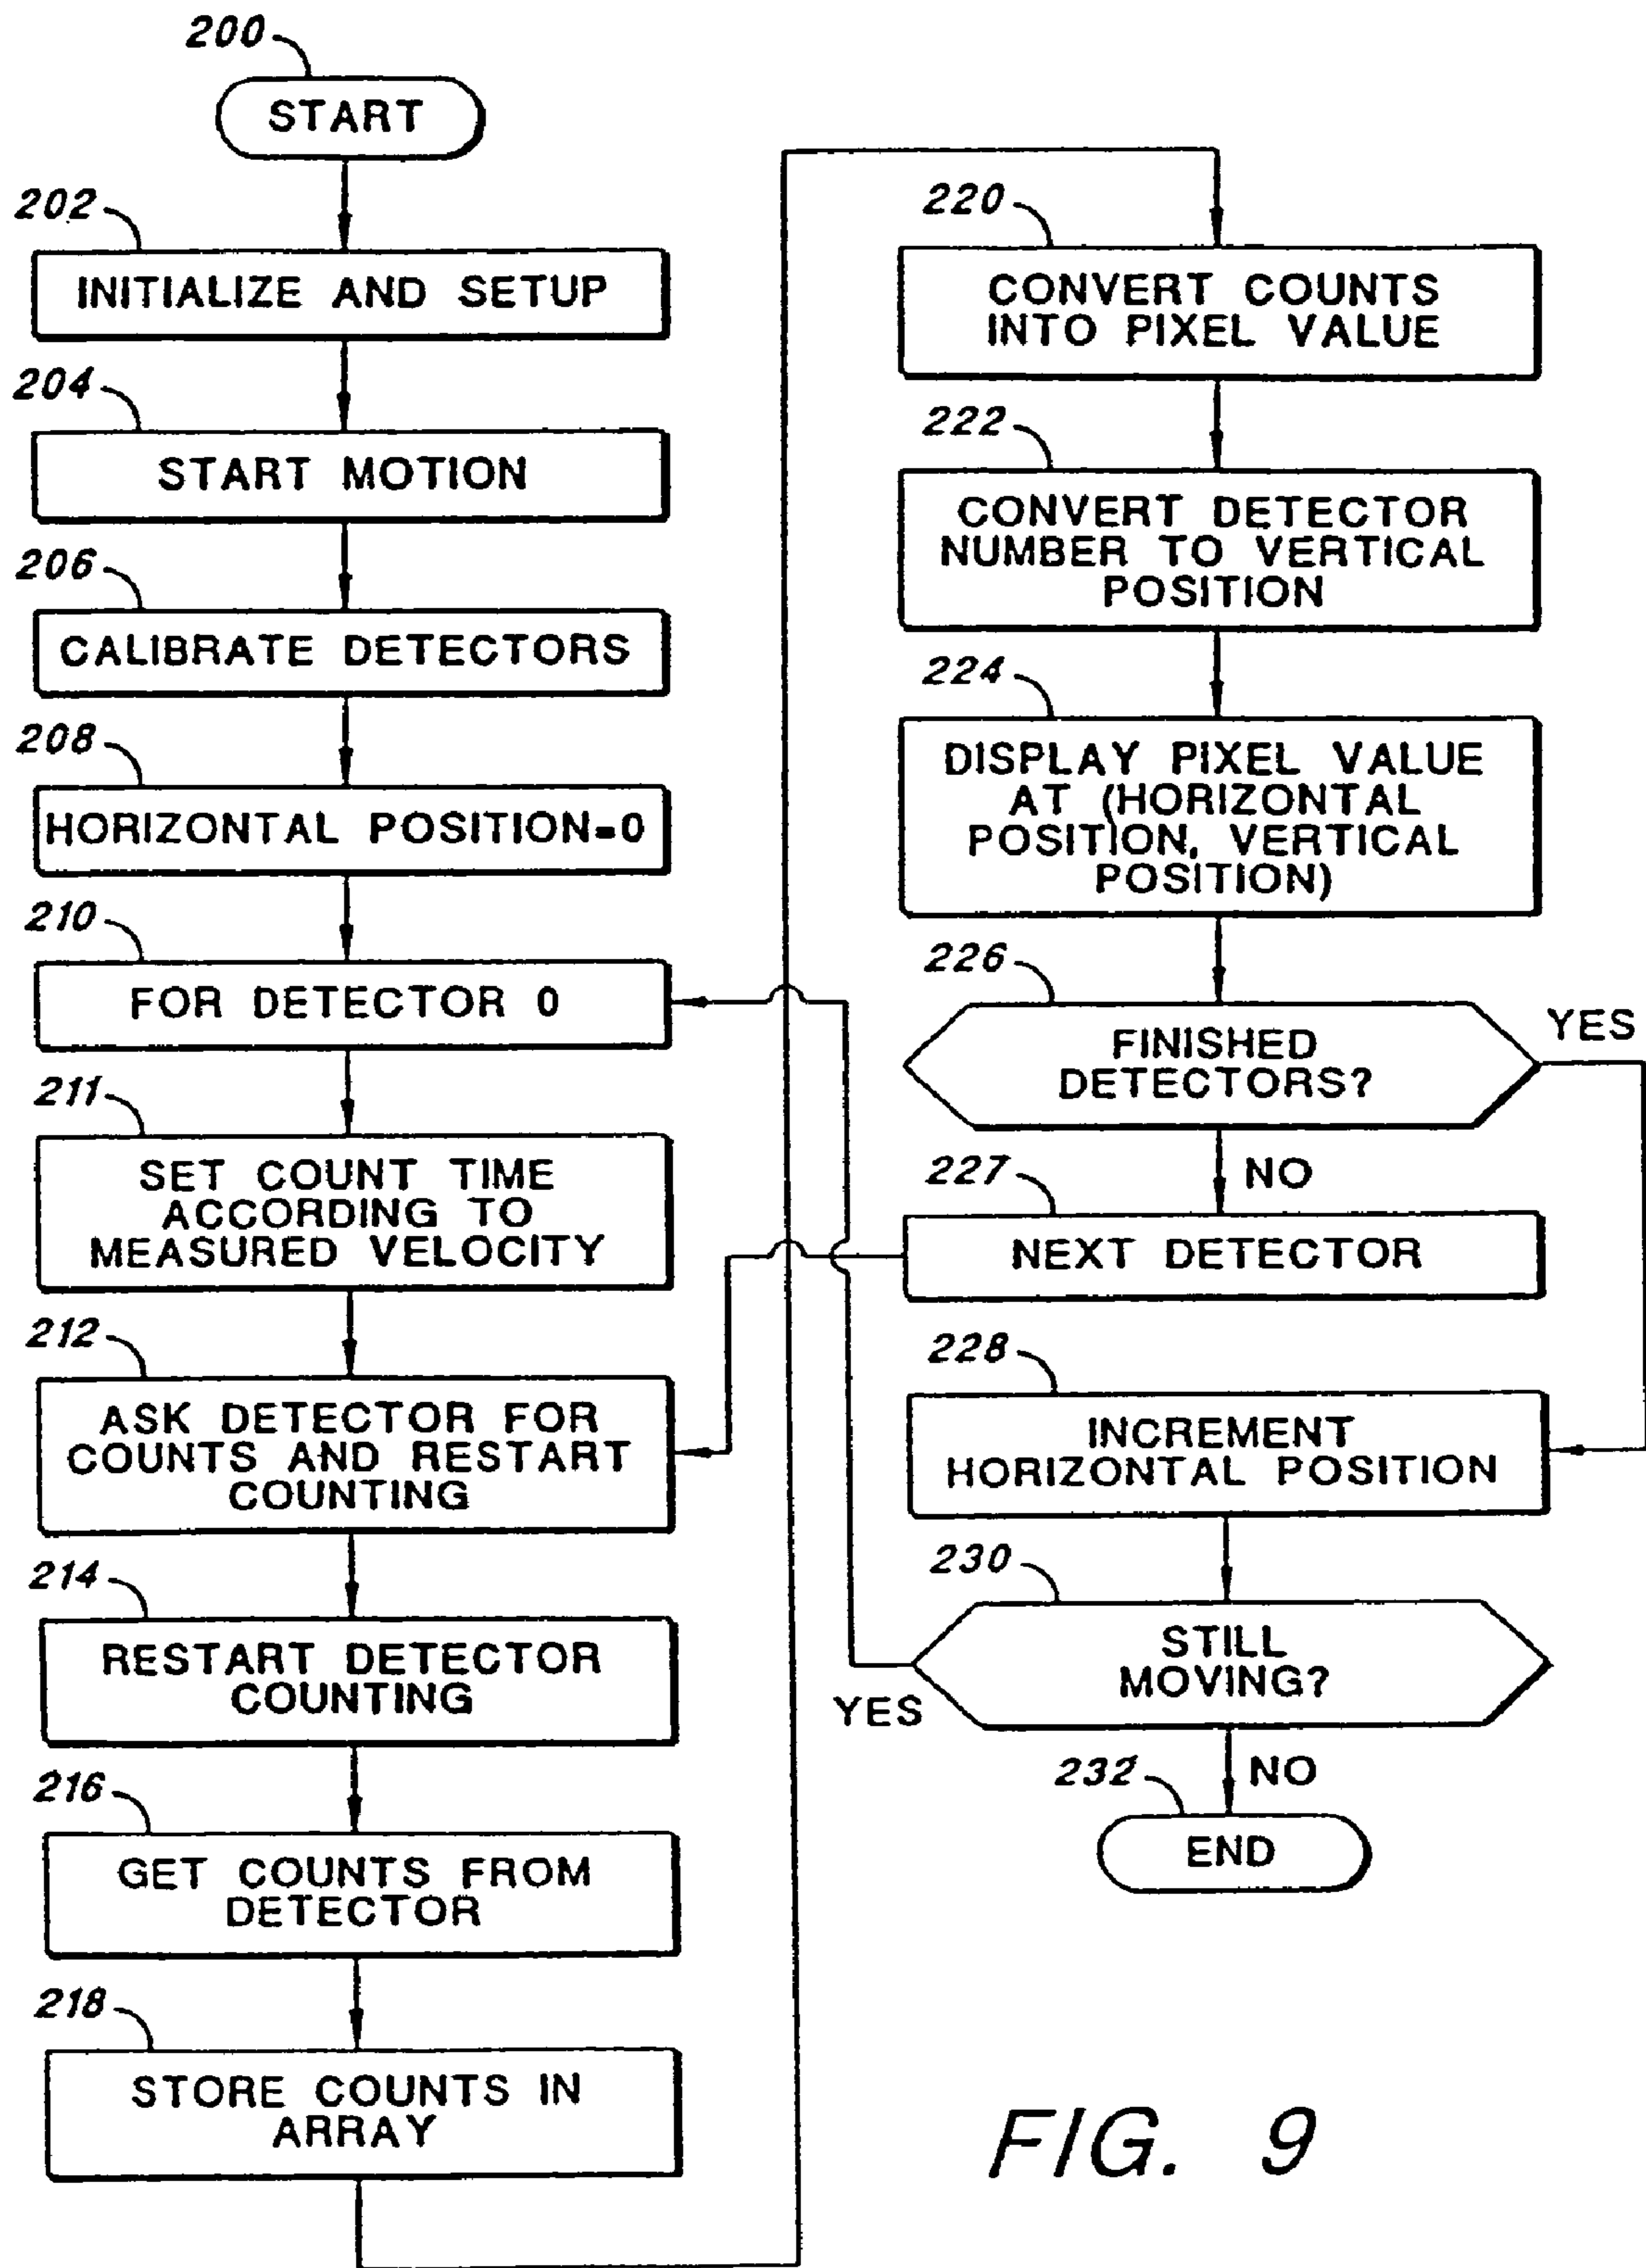 200
START
202
INITIALIZE AND SETUP
204
START MOTION
206
CALIBRATE DETECTORS
208
HORIZONTAL POSITION=0
210
FOR DETECTOR 0
211
SET COUNT TIME
ACCORDING TO
MEASURED VELOCITY
212
ASK DETECTOR FOR
COUNTS AND RESTART
COUNTING
214
RESTART DETECTOR
COUNTING
216
GET COUNTS FROM
DETECTOR
218
STORE COUNTS IN
ARRAY
220
CONVERT COUNTS
INTO PIXEL VALUE
222
CONVERT DETECTOR
NUMBER TO VERTICAL
POSITION
224
DISPLAY PIXEL VALUE
AT (HORIZONTAL
POSITION, VERTICAL
POSITION)
226
FINISHED
DETECTORS?
YES
NO
227
NEXT DETECTOR
228
INCREMENT
HORIZONTAL POSITION
230
STILL
MOVING?
YES
NO
232
END
FIG. 9